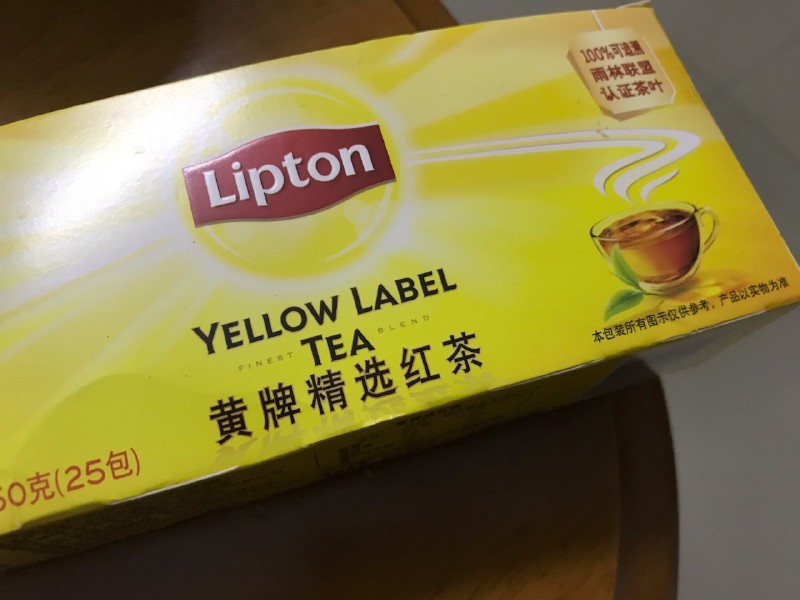 100%可追溯
雨林联盟
认证茶叶
Lipton
YELLOW LABEL
TEA
FINEST BLEND
黄牌精选红茶
本包装所有图示仅供参考，产品以实物为准
50克(25包)